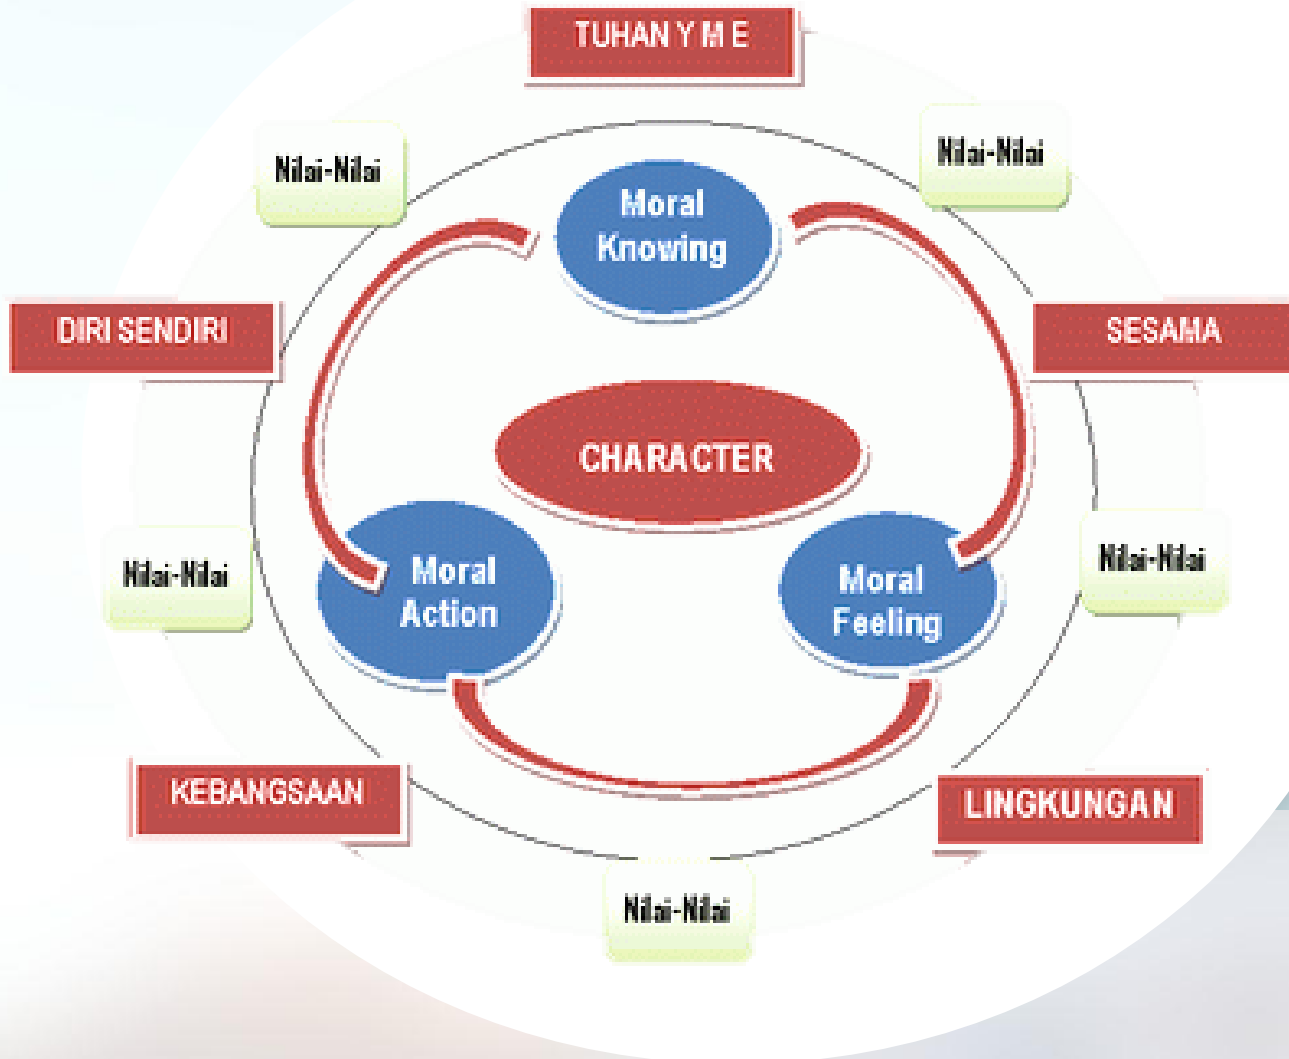 TUHAN Y M E
Nilai-Nilai
Nilai-Nilai
Moral
Knowing
DIRI SENDIRI
SESAMA
CHARACTER
Nilai-Nilai
Moral
Action
Moral
Feeling
Nilai-Nilai
KEBANGSAAN
LINGKUNGAN
Nilai-Nilai